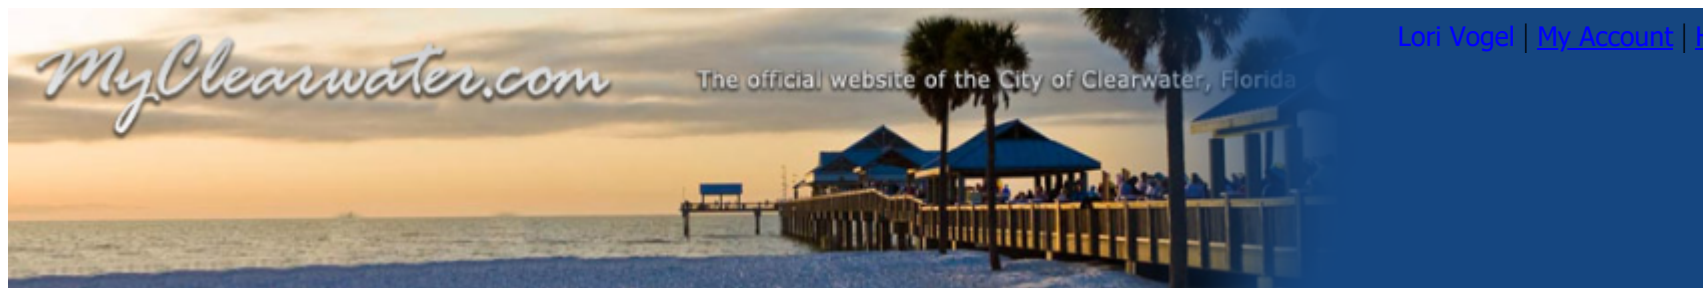 Lori Vogel | My Account |
MyClearwater.com
The official website of the City of Clearwater, Florida